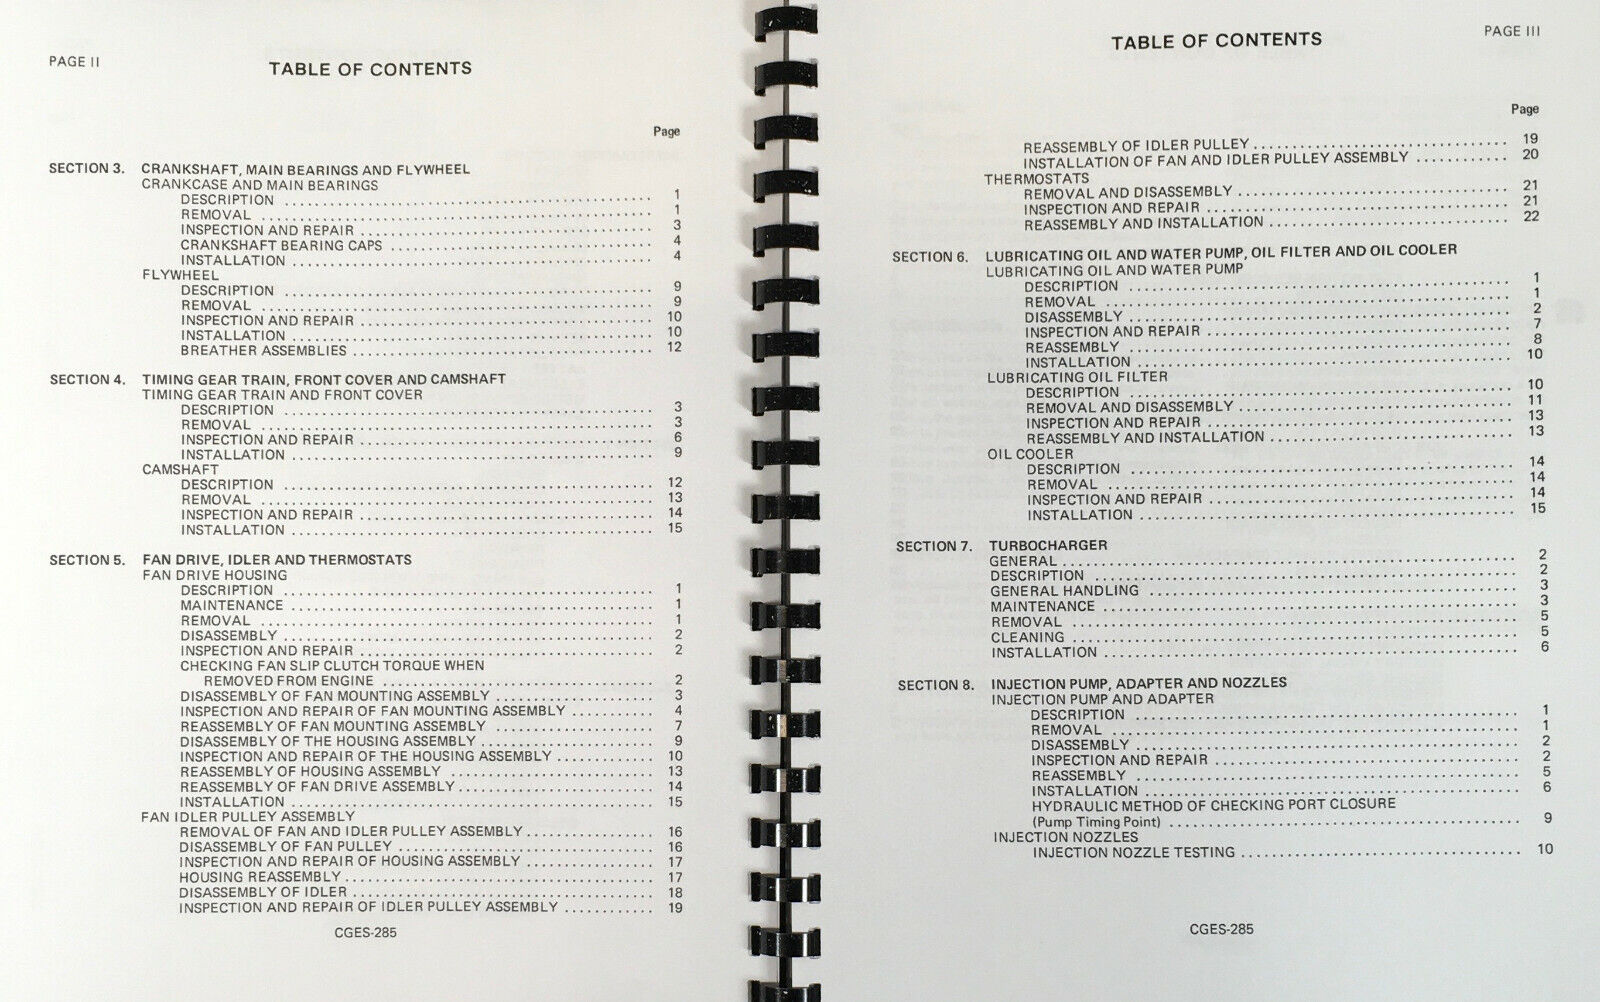 PAGE II
TABLE OF CONTENTS
Page
SECTION 3. CRANKSHAFT, MAIN BEARINGS AND FLYWHEEL
CRANKCASE AND MAIN BEARINGS
DESCRIPTION ........ 1
REMOVAL ........ 1
INSPECTION AND REPAIR ........ 3
CRANKSHAFT BEARING CAPS ........ 4
INSTALLATION ........ 4
FLYWHEEL
DESCRIPTION ........ 9
REMOVAL ........ 9
INSPECTION AND REPAIR ........ 10
INSTALLATION ........ 10
BREATHER ASSEMBLIES ........ 12
SECTION 4. TIMING GEAR TRAIN, FRONT COVER AND CAMSHAFT
TIMING GEAR TRAIN AND FRONT COVER
DESCRIPTION ........ 3
REMOVAL ........ 3
INSPECTION AND REPAIR ........ 6
INSTALLATION ........ 9
CAMSHAFT
DESCRIPTION ........ 12
REMOVAL ........ 13
INSPECTION AND REPAIR ........ 14
INSTALLATION ........ 15
SECTION 5. FAN DRIVE, IDLER AND THERMOSTATS
FAN DRIVE HOUSING
DESCRIPTION ........ 1
MAINTENANCE ........ 1
REMOVAL ........ 1
DISASSEMBLY ........ 2
INSPECTION AND REPAIR ........ 2
CHECKING FAN SLIP CLUTCH TORQUE WHEN
REMOVED FROM ENGINE ........ 2
DISASSEMBLY OF FAN MOUNTING ASSEMBLY ........ 3
INSPECTION AND REPAIR OF FAN MOUNTING ASSEMBLY ........ 4
REASSEMBLY OF FAN MOUNTING ASSEMBLY ........ 7
DISASSEMBLY OF THE HOUSING ASSEMBLY ........ 9
INSPECTION AND REPAIR OF THE HOUSING ASSEMBLY ........ 10
REASSEMBLY OF HOUSING ASSEMBLY ........ 13
REASSEMBLY OF FAN DRIVE ASSEMBLY ........ 14
INSTALLATION ........ 15
FAN IDLER PULLEY ASSEMBLY
REMOVAL OF FAN AND IDLER PULLEY ASSEMBLY ........ 16
DISASSEMBLY OF FAN PULLEY ........ 16
INSPECTION AND REPAIR OF HOUSING ASSEMBLY ........ 17
HOUSING REASSEMBLY ........ 17
DISASSEMBLY OF IDLER ........ 18
INSPECTION AND REPAIR OF IDLER PULLEY ASSEMBLY ........ 19
CGES-285
PAGE III
TABLE OF CONTENTS
Page
REASSEMBLY OF IDLER PULLEY ........ 19
INSTALLATION OF FAN AND IDLER PULLEY ASSEMBLY ........ 20
THERMOSTATS
REMOVAL AND DISASSEMBLY ........ 21
INSPECTION AND REPAIR ........ 21
REASSEMBLY AND INSTALLATION ........ 22
SECTION 6. LUBRICATING OIL AND WATER PUMP, OIL FILTER AND OIL COOLER
LUBRICATING OIL AND WATER PUMP
DESCRIPTION ........ 1
REMOVAL ........ 1
DISASSEMBLY ........ 2
INSPECTION AND REPAIR ........ 7
REASSEMBLY ........ 8
INSTALLATION ........ 10
LUBRICATING OIL FILTER
DESCRIPTION ........ 10
REMOVAL AND DISASSEMBLY ........ 11
INSPECTION AND REPAIR ........ 13
REASSEMBLY AND INSTALLATION ........ 13
OIL COOLER
DESCRIPTION ........ 14
REMOVAL ........ 14
INSPECTION AND REPAIR ........ 14
INSTALLATION ........ 15
SECTION 7. TURBOCHARGER
GENERAL ........ 2
DESCRIPTION ........ 2
GENERAL HANDLING ........ 3
MAINTENANCE ........ 3
REMOVAL ........ 5
CLEANING ........ 5
INSTALLATION ........ 6
SECTION 8. INJECTION PUMP, ADAPTER AND NOZZLES
INJECTION PUMP AND ADAPTER
DESCRIPTION ........ 1
REMOVAL ........ 1
DISASSEMBLY ........ 2
INSPECTION AND REPAIR ........ 2
REASSEMBLY ........ 5
INSTALLATION ........ 6
HYDRAULIC METHOD OF CHECKING PORT CLOSURE
(Pump Timing Point) ........ 9
INJECTION NOZZLES
INJECTION NOZZLE TESTING ........ 10
CGES-285